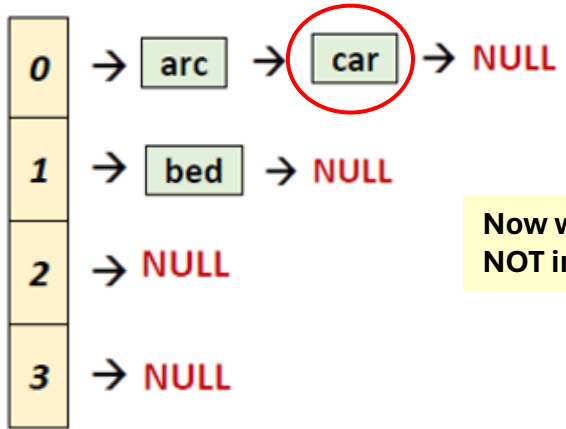 0 → arc → car → NULL
1 → bed → NULL
Now
NOT
2 → NULL
3 → NULL